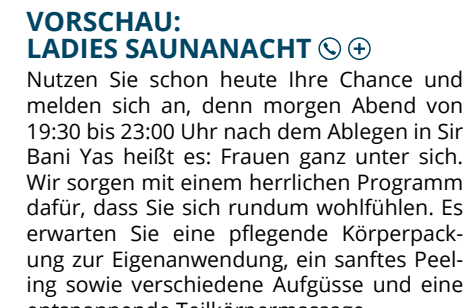 VORSCHAU:
LADIES SAUNANACHT
Nutzen Sie schon heute Ihre Chance und
melden sich an, denn morgen Abend von
19:30 bis 23:00 Uhr nach dem Ablegen in Sir
Bani Yas heißt es: Frauen ganz unter sich.
Wir sorgen mit einem herrlichen Programm
dafür, dass Sie sich rundum wohlfühlen. Es
erwarten Sie eine pflegende Körperpack-
ung zur Eigenanwendung, ein sanftes Peel-
ing sowie verschiedene Aufgüsse und eine
entspannende Teilkörpermassage.